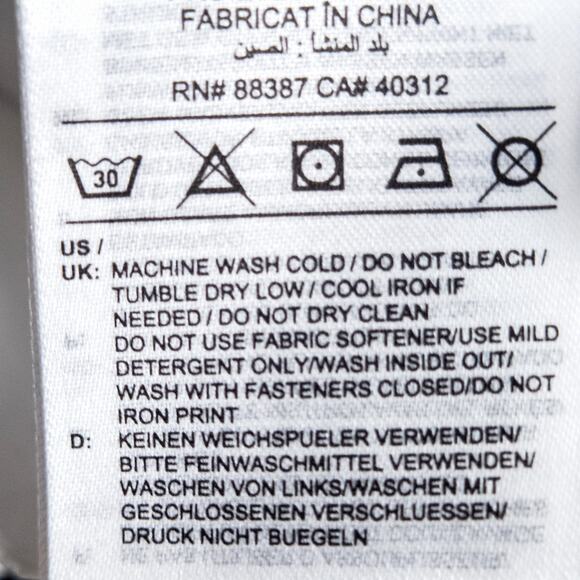 FABRICAT ÎN CHINA
بلد المنشأ : الصين
RN# 88387 CA# 40312
30
US /
UK: MACHINE WASH COLD / DO NOT BLEACH /
TUMBLE DRY LOW / COOL IRON IF
NEEDED / DO NOT DRY CLEAN
DO NOT USE FABRIC SOFTENER/USE MILD
DETERGENT ONLY/WASH INSIDE OUT/
WASH WITH FASTENERS CLOSED/DO NOT
IRON PRINT
D: KEINEN WEICHSPUELER VERWENDEN/
BITTE FEINWASCHMITTEL VERWENDEN/
WASCHEN VON LINKS/WASCHEN MIT
GESCHLOSSENEN VERSCHLUESSEN/
DRUCK NICHT BUEGELN